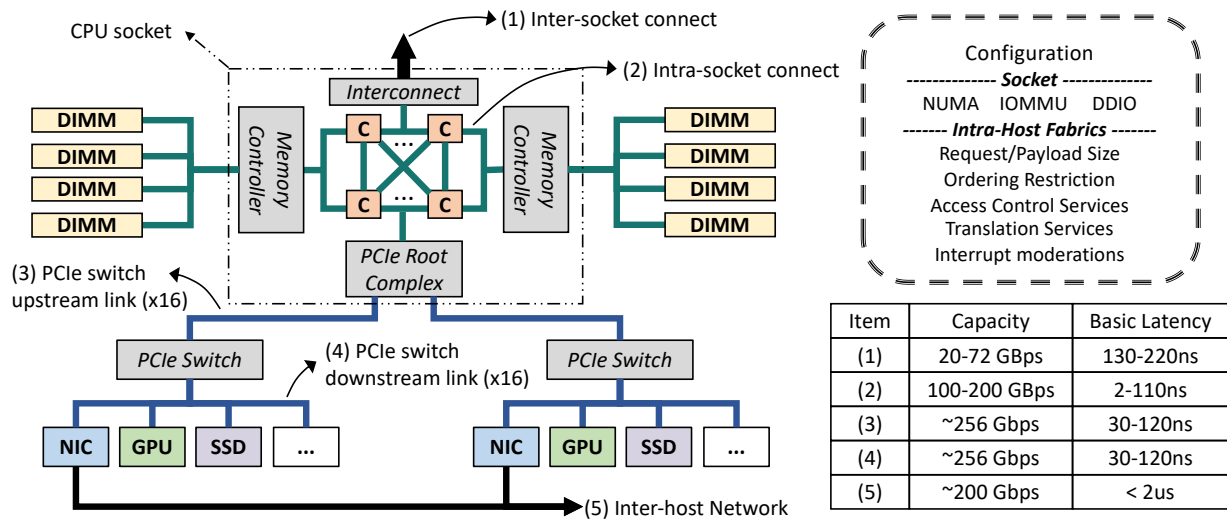 (1) Inter-socket connect
CPU socket
(2) Intra-socket connect
Interconnect
DIMM
DIMM
DIMM
DIMM
Memory
Controller
C
...
C
C
...
C
Memory
Controller
DIMM
DIMM
DIMM
DIMM
PCIe Root
Complex
(3) PCIe switch
upstream link (x16)
PCIe Switch
(4) PCIe switch
downstream link (x16)
PCIe Switch
NIC
GPU
SSD
...
NIC
GPU
SSD
...
(5) Inter-host Network
Configuration
-------------- Socket --------------
NUMA IOMMU DDIO
------- Intra-Host Fabrics -------
Request/Payload Size
Ordering Restriction
Access Control Services
Translation Services
Interrupt moderations
Item Capacity Basic Latency
(1) 20-72 GBps 130-220ns
(2) 100-200 GBps 2-110ns
(3) ~256 Gbps 30-120ns
(4) ~256 Gbps 30-120ns
(5) ~200 Gbps < 2us